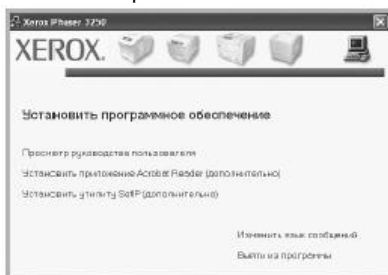 Xerox Phaser 3250
XEROX.
Установить программное обеспечение
Просмотр руководства пользователя
Установить приложение Acrobat Reader (дополнительно)
Установить утилиту SetIP (дополнительно)
Изменить язык сообщений
Выйти из программы